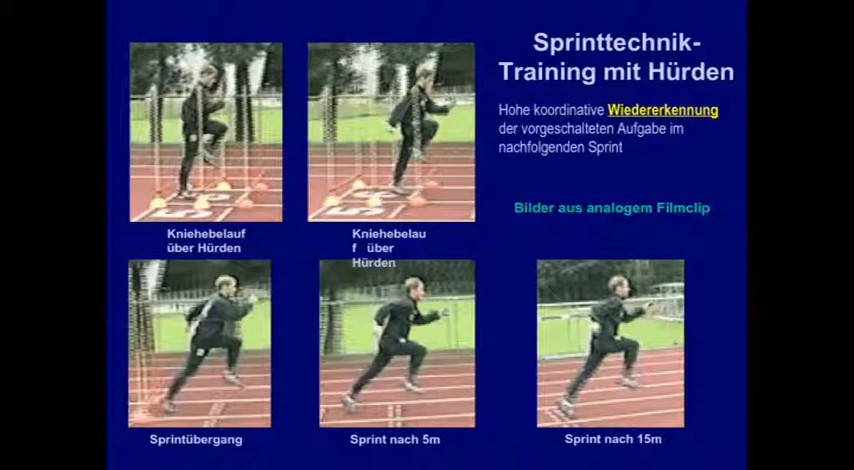 Sprinttechnik-
Training mit Hürden
Hohe koordinative Wiedererkennung
der vorgeschalteten Aufgabe im
nachfolgenden Sprint
Bilder aus analogem Filmclip
Kniehebelauf
über Hürden
Kniehebelau
f über
Hürden
Sprintübergang
Sprint nach 5m
Sprint nach 15m